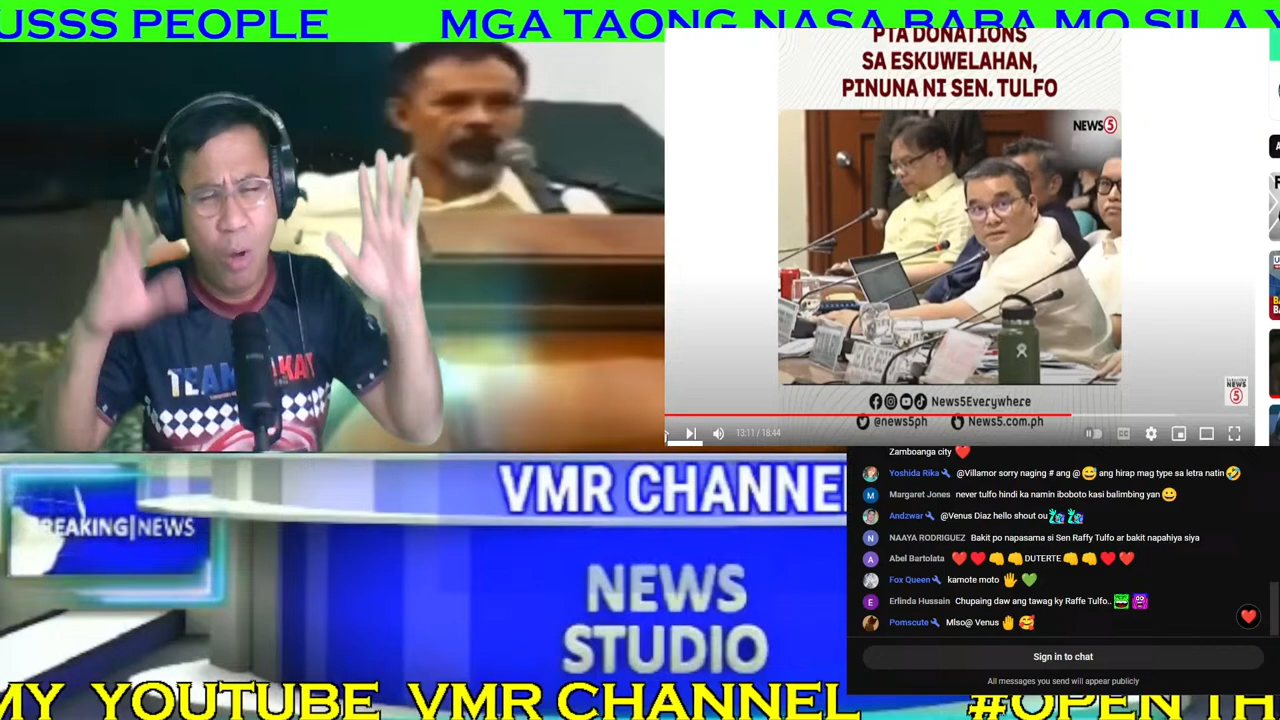 USSS PEOPLE MGA TAONG NASA BABA MO SILA Y
PTA DONATIONS
SA ESKUWELAHAN,
PINUNA NI SEN. TULFO
NEWS5
News5Everywhere
@news5ph News5.com.ph
NEWS
5
13:11 / 18:44
TEAM
VMR CHANNE
BREAKING|NEWS
NEWS
STUDIO
Zamboanga city ❤️
Yoshida Rika @Villamor sorry naging # ang @😅 ang hirap mag type sa letra natin🤣
M Margaret Jones never tulfo hindi ka namin iboboto kasi balimbing yan😀
Andzwar @Venus Diaz hello shout ou
N NAAYA RODRIGUEZ Bakit po napasama si Sen Raffy Tulfo ar bakit napahiya siya
A Abel Bartolata ❤️♥️👊👊DUTERTE👊👊♥️❤️
Fox Queen kamote moto 🖐💚
E Erlinda Hussain Chupaing daw ang tawag ky Raffe Tulfo..
Pomscute Mlso@ Venus 🤚🥰
Sign in to chat
All messages you send will appear publicly
MY YOUTUBE VMR CHANNEL #OPEN TH